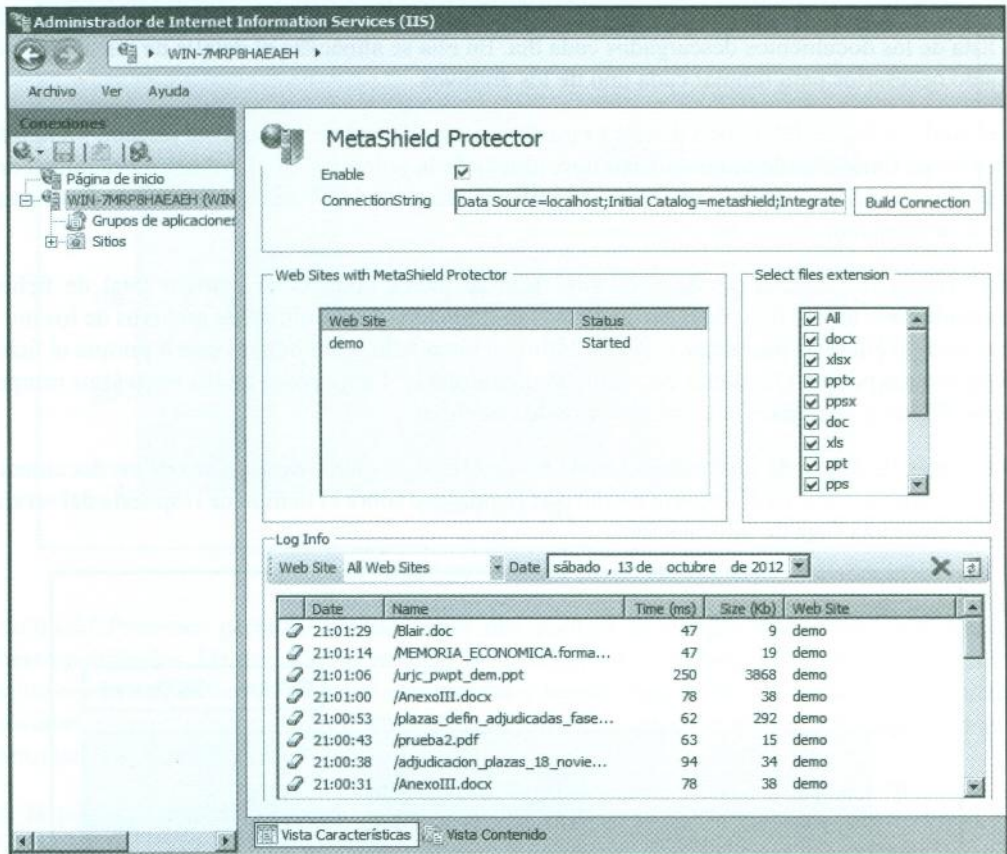 Administrador de Internet Information Services (IIS)
WIN-7MRP8HAEAEH
Archivo Ver Ayuda
Conexiones
Página de inicio
WIN-7MRP8HAEAEH (WIN
Grupos de aplicaciones
Sitios
MetaShield Protector
Enable
ConnectionString Data Source=localhost;Initial Catalog=metashield;Integrate Build Connection
Web Sites with MetaShield Protector
Web Site Status
demo Started
Select files extension
All
docx
xlsx
pptx
ppsx
doc
xls
ppt
pps
Log Info
Web Site All Web Sites Date sábado , 13 de octubre de 2012
Date Name Time (ms) Size (Kb) Web Site
21:01:29 /Blair.doc 47 9 demo
21:01:14 /MEMORIA_ECONOMICA.forma... 47 19 demo
21:01:06 /urjc_pwpt_dem.ppt 250 3868 demo
21:01:00 /AnexoIII.docx 78 38 demo
21:00:53 /plazas_defin_adjudicadas_fase... 62 292 demo
21:00:43 /prueba2.pdf 63 15 demo
21:00:38 /adjudicacion_plazas_18_novie... 94 34 demo
21:00:31 /AnexoIII.docx 78 38 demo
Vista Características Vista Contenido